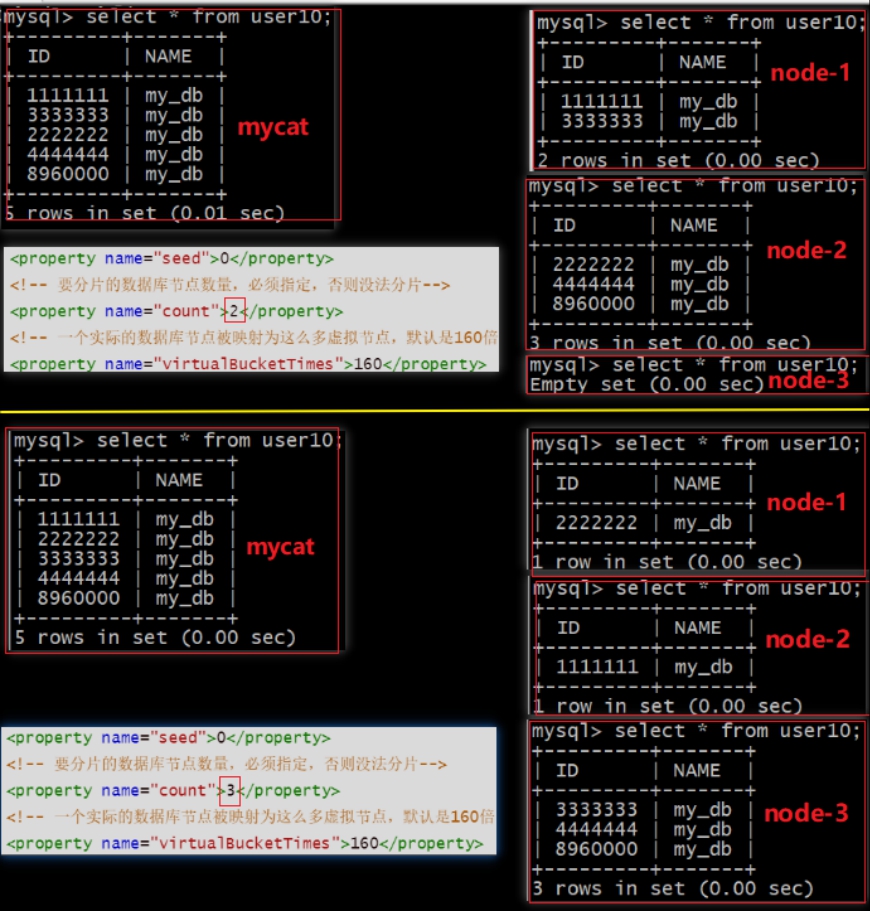 mysql> select * from user10;
+---------+-------+
| ID | NAME |
+---------+-------+
| 1111111 | my_db |
| 3333333 | my_db |
| 2222222 | my_db |
| 4444444 | my_db |
| 8960000 | my_db |
+---------+-------+
5 rows in set (0.01 sec)
mycat
<property name="seed">0</property>
<!-- 要分片的数据库节点数量，必须指定，否则没法分片-->
<property name="count">2</property>
<!-- 一个实际的数据库节点被映射为这么多虚拟节点，默认是160倍
<property name="virtualBucketTimes">160</property>
mysql> select * from user10;
+---------+-------+
| ID | NAME |
+---------+-------+
| 1111111 | my_db |
| 3333333 | my_db |
+---------+-------+
2 rows in set (0.00 sec)
node-1
mysql> select * from user10;
+---------+-------+
| ID | NAME |
+---------+-------+
| 2222222 | my_db |
| 4444444 | my_db |
| 8960000 | my_db |
+---------+-------+
3 rows in set (0.00 sec)
node-2
mysql> select * from user10;
Empty set (0.00 sec)
node-3
mysql> select * from user10;
+---------+-------+
| ID | NAME |
+---------+-------+
| 1111111 | my_db |
| 2222222 | my_db |
| 3333333 | my_db |
| 4444444 | my_db |
| 8960000 | my_db |
+---------+-------+
5 rows in set (0.00 sec)
mycat
<property name="seed">0</property>
<!-- 要分片的数据库节点数量，必须指定，否则没法分片-->
<property name="count">3</property>
<!-- 一个实际的数据库节点被映射为这么多虚拟节点，默认是160倍
<property name="virtualBucketTimes">160</property>
mysql> select * from user10;
+---------+-------+
| ID | NAME |
+---------+-------+
| 2222222 | my_db |
+---------+-------+
1 row in set (0.00 sec)
node-1
mysql> select * from user10;
+---------+-------+
| ID | NAME |
+---------+-------+
| 1111111 | my_db |
+---------+-------+
1 row in set (0.00 sec)
node-2
mysql> select * from user10;
+---------+-------+
| ID | NAME |
+---------+-------+
| 3333333 | my_db |
| 4444444 | my_db |
| 8960000 | my_db |
+---------+-------+
3 rows in set (0.00 sec)
node-3